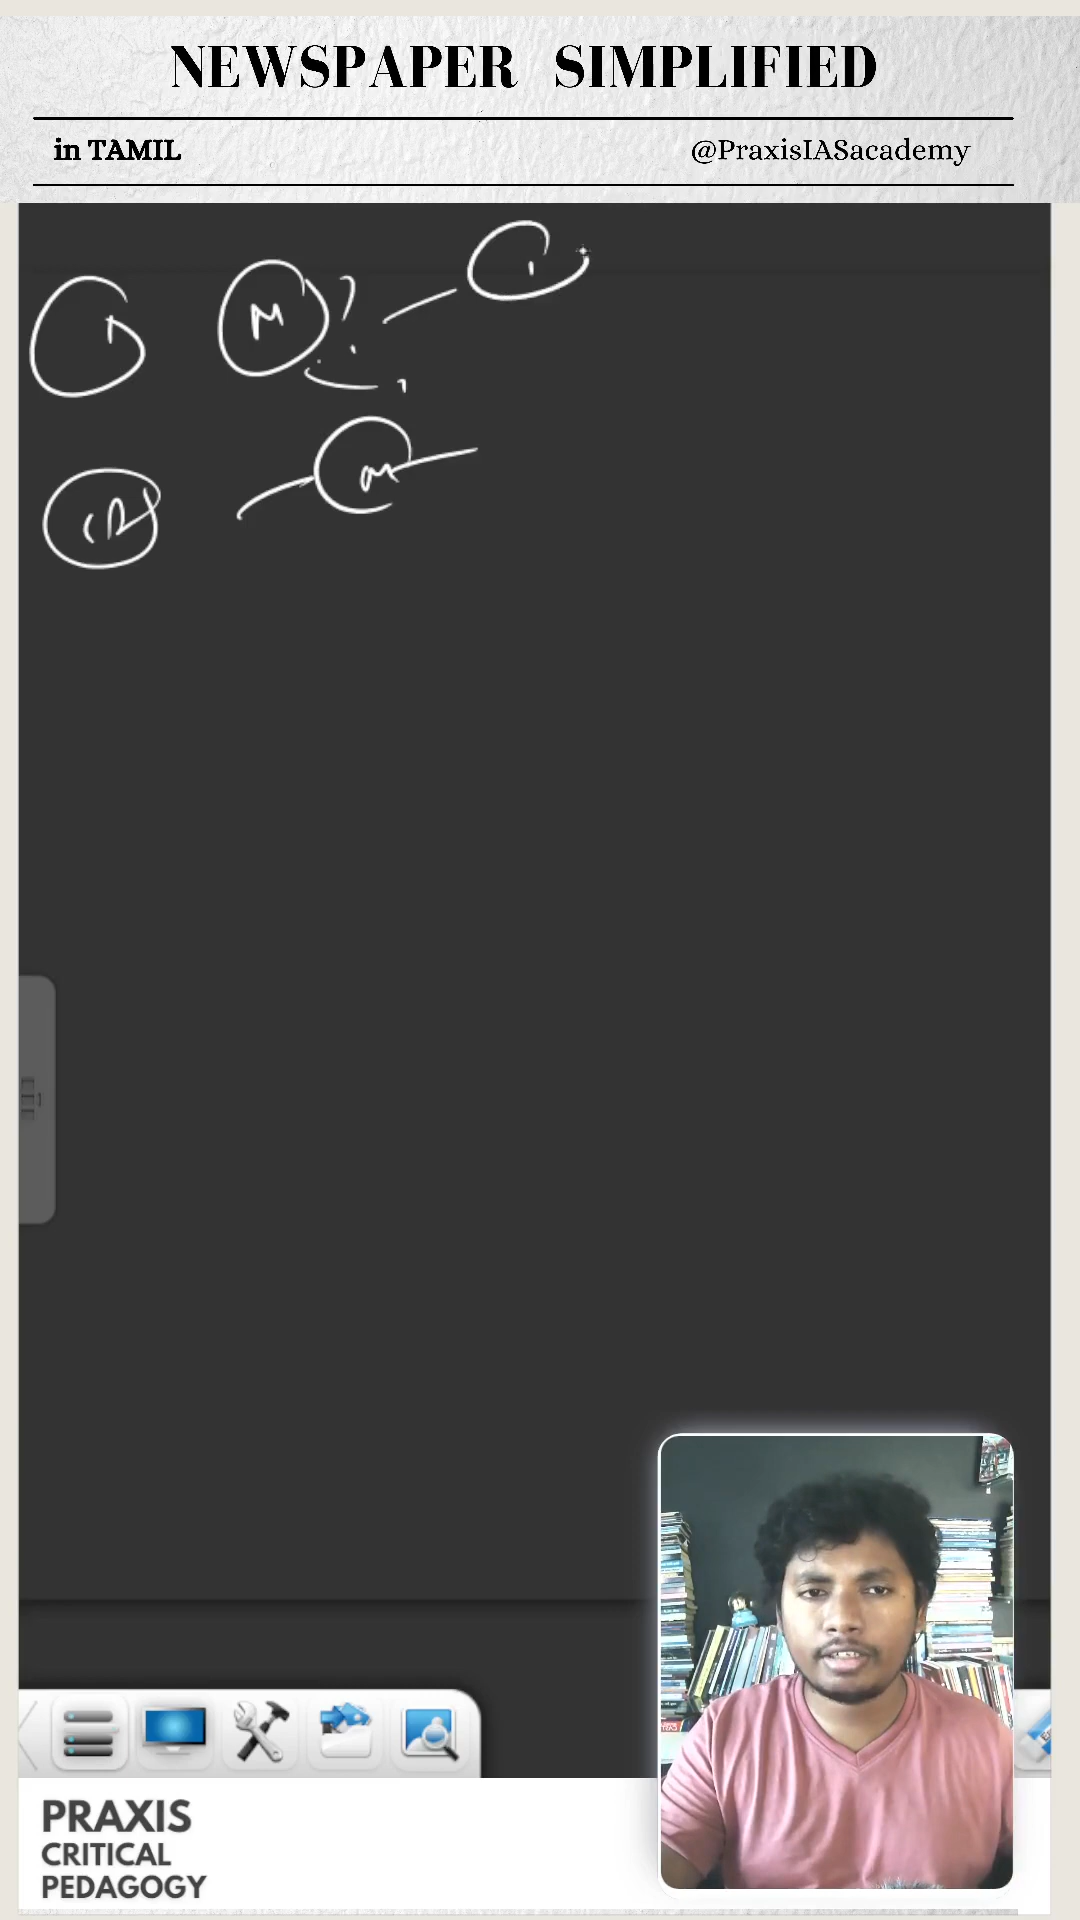 NEWSPAPER SIMPLIFIED
in TAMIL
@PraxisIASacademy
M ?
PRAXIS
CRITICAL
PEDAGOGY